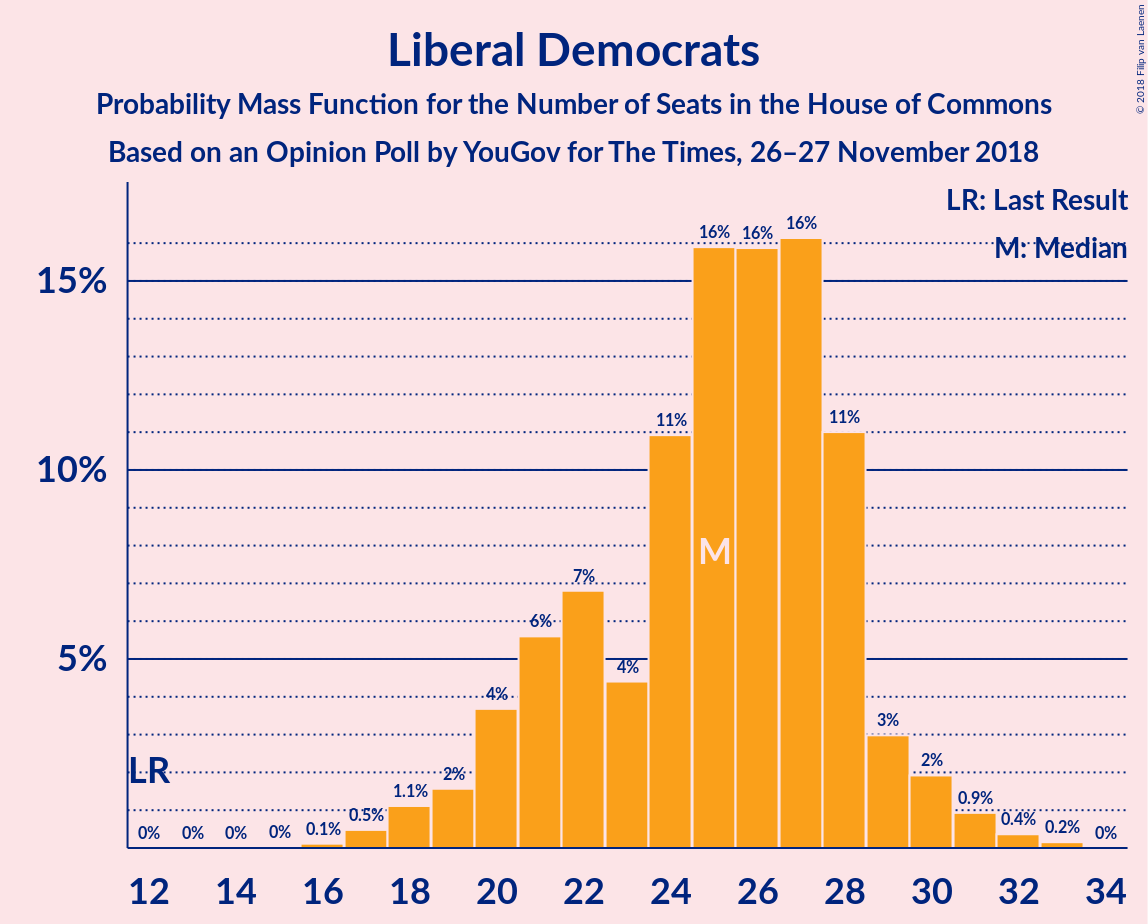 Liberal Democrats
Probability Mass Function for the Number of Seats in the House of Commons
Based on an Opinion Poll by YouGov for The Times, 26–27 November 2018
© 2018 Filip van Laenen
LR: Last Result
M: Median
15%
10%
5%
LR
M
0%
0%
0%
0%
0.1%
0.5%
1.1%
2%
4%
6%
7%
4%
11%
16%
16%
16%
11%
3%
2%
0.9%
0.4%
0.2%
0%
12 14 16 18 20 22 24 26 28 30 32 34